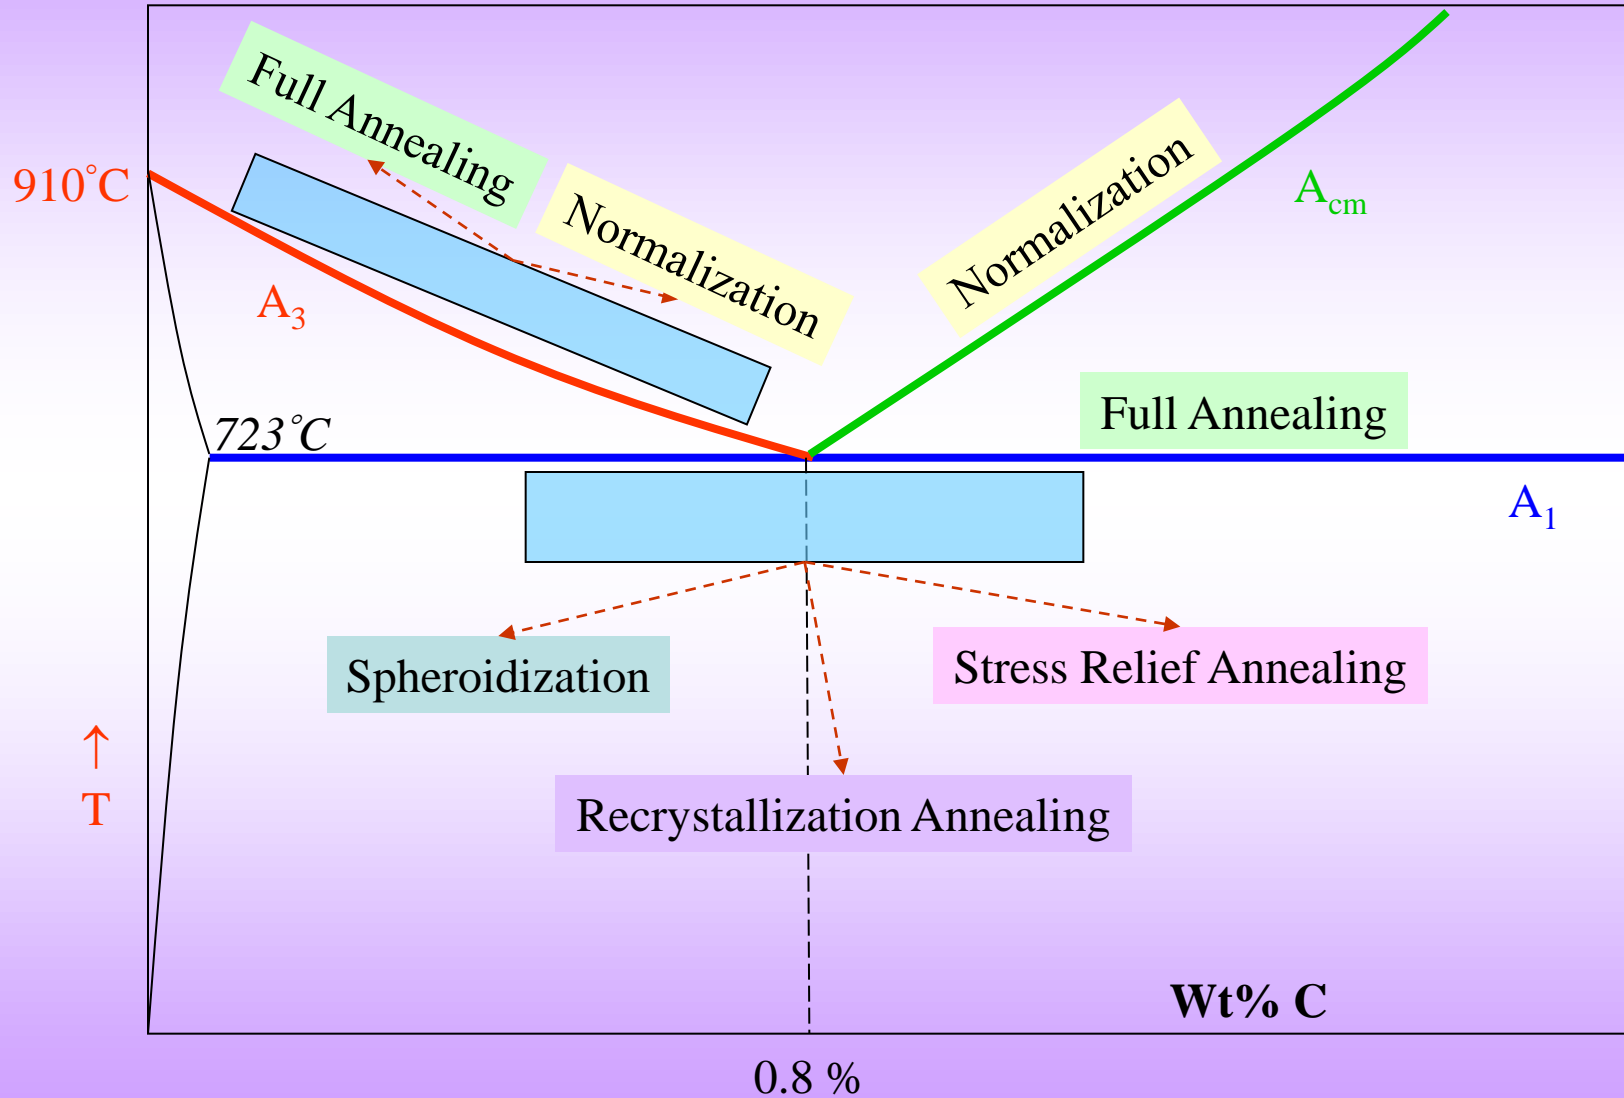 Full Annealing
Normalization
Normalization
910°C
A₃
A_cm
723°C
Full Annealing
A₁
Spheroidization
Stress Relief Annealing
↑
T
Recrystallization Annealing
Wt% C
0.8 %